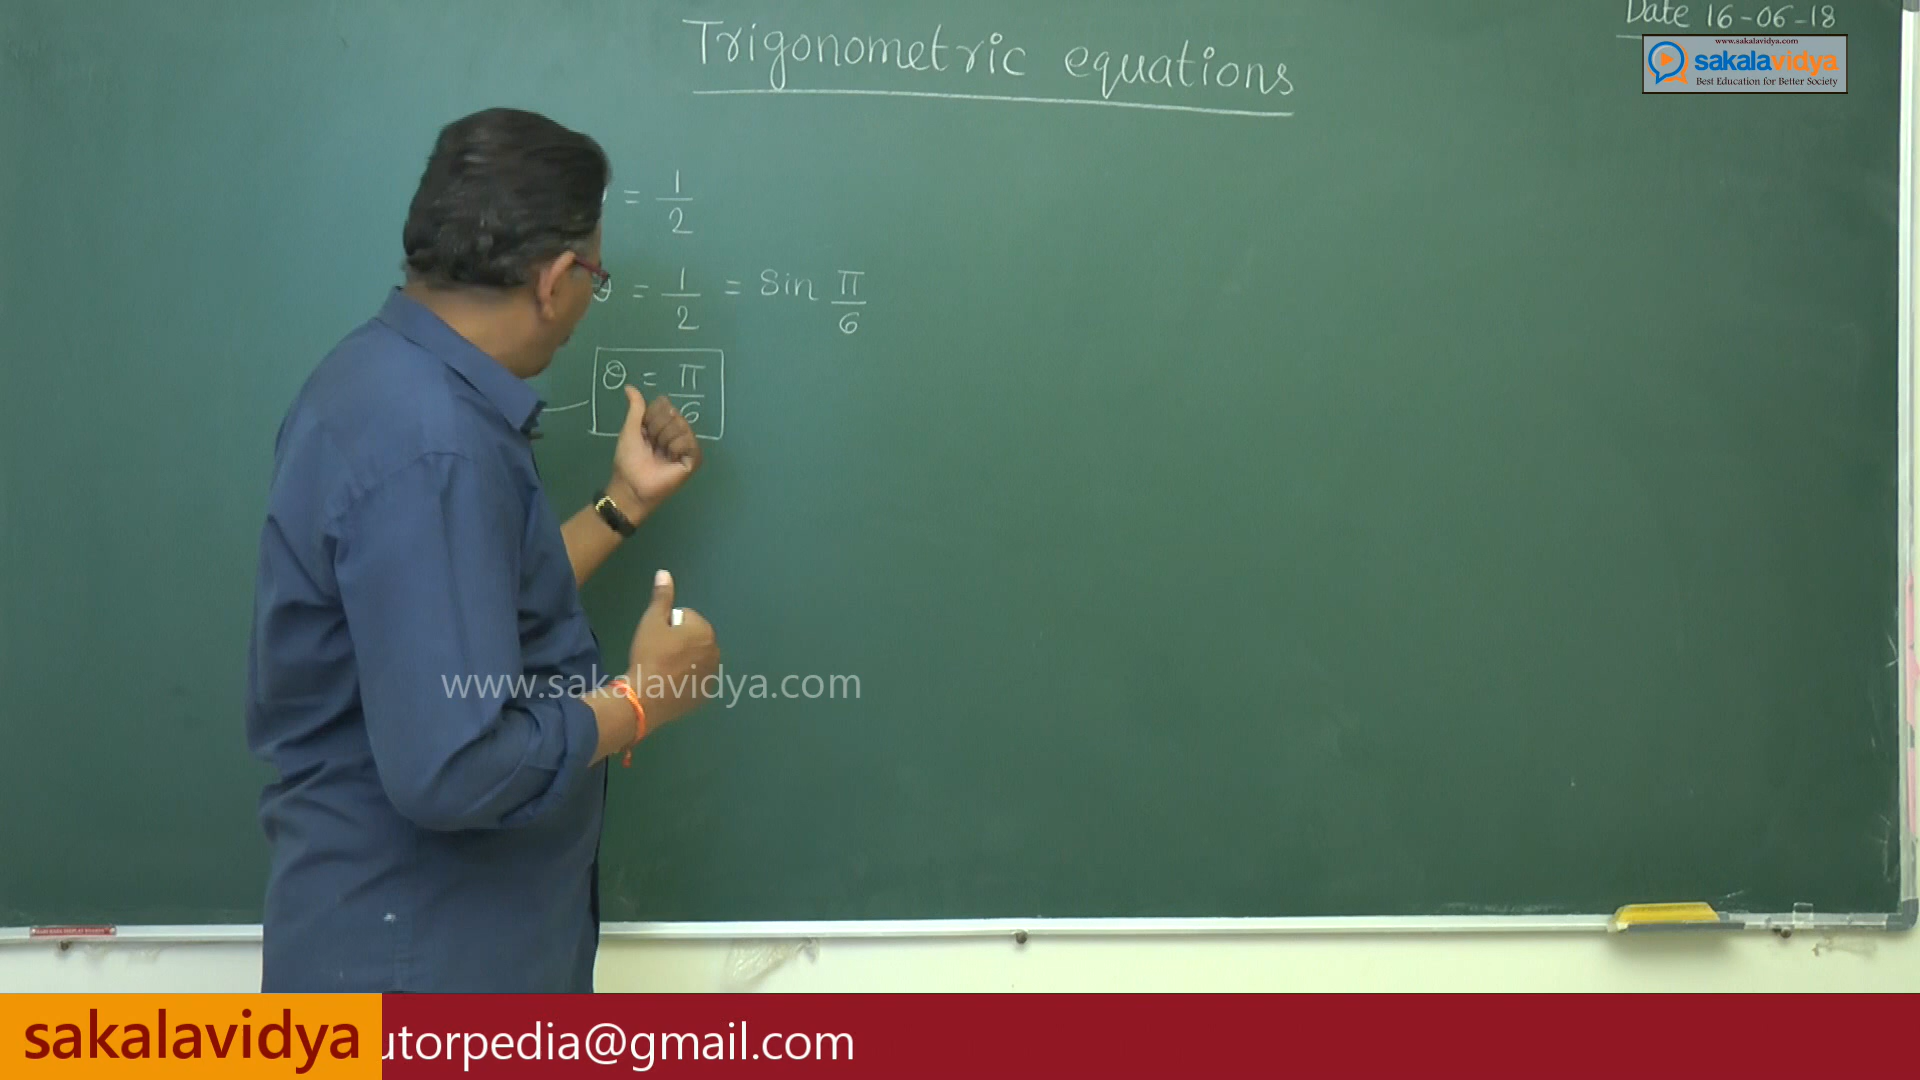 Date 16-06-18
Trigonometric equations
www.sakalavidya.com
sakalavidya
Best Education for Better Society
= 1/2
θ = 1/2 = Sin π/6
θ = π/6
www.sakalavidya.com
sakalavidya
utorpedia@gmail.com